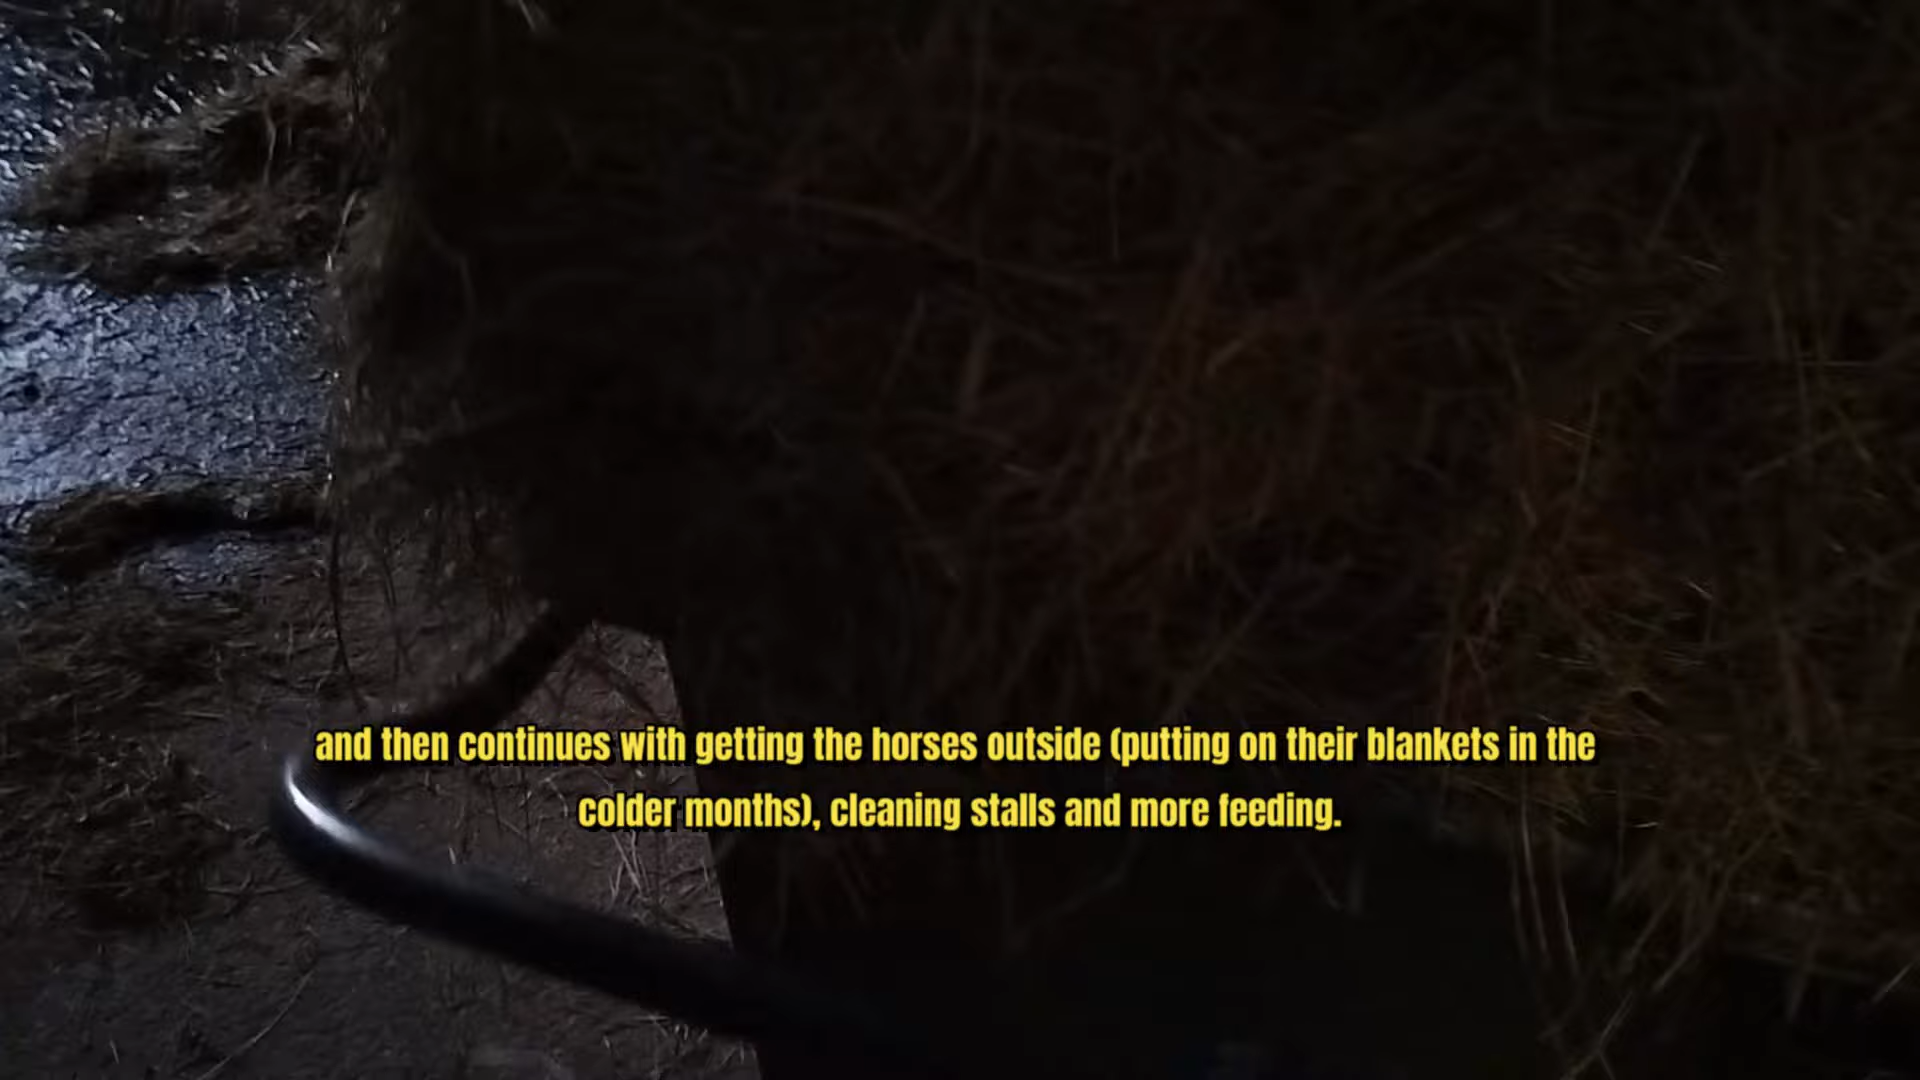 and then continues with getting the horses outside (putting on their blankets in the
colder months), cleaning stalls and more feeding.